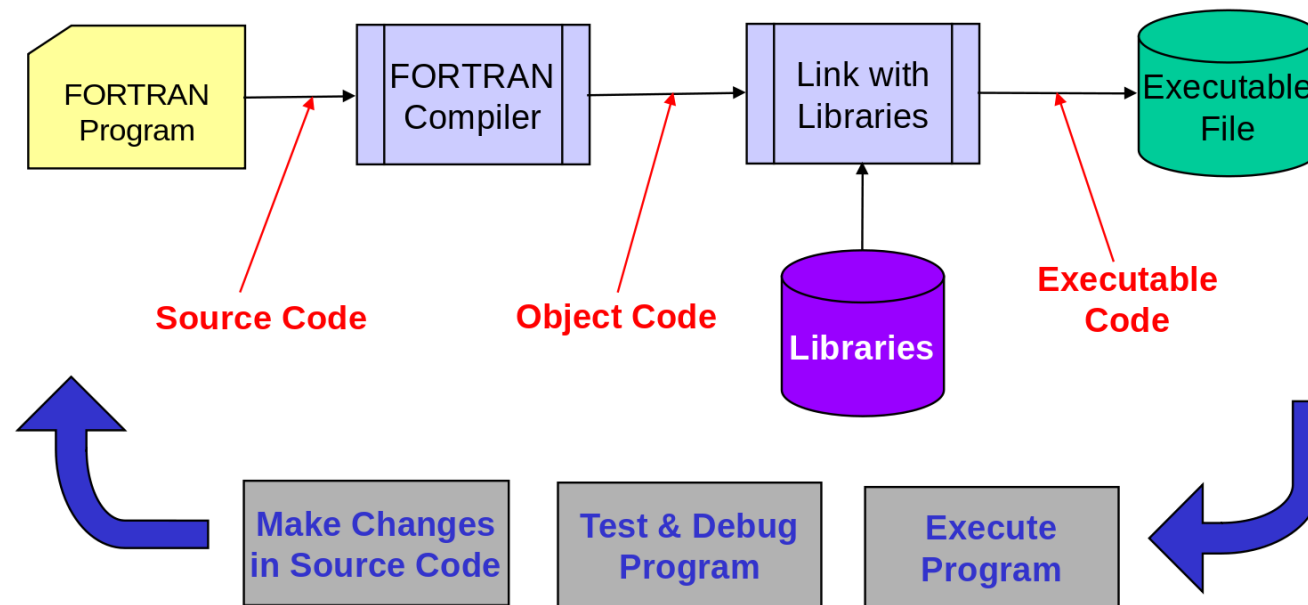 FORTRAN
Program
FORTRAN
Compiler
Link with
Libraries
Executable
File
Source Code
Object Code
Libraries
Executable
Code
Make Changes
in Source Code
Test & Debug
Program
Execute
Program